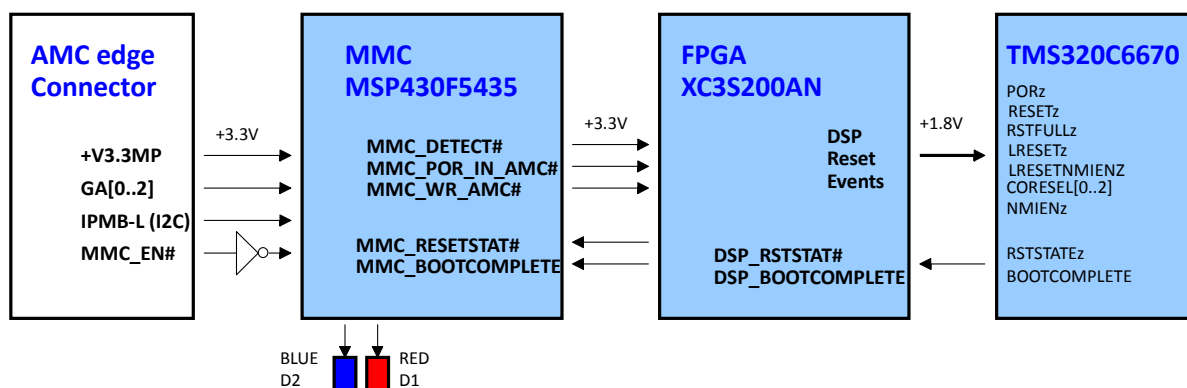 AMC edge
Connector
+3.3V
+V3.3MP
GA[0..2]
IPMB-L (I2C)
MMC_EN#
MMC
MSP430F5435
MMC_DETECT#
MMC_POR_IN_AMC#
MMC_WR_AMC#
MMC_RESETSTAT#
MMC_BOOTCOMPLETE
+3.3V
FPGA
XC3S200AN
DSP
Reset
Events
DSP_RSTSTAT#
DSP_BOOTCOMPLETE
+1.8V
TMS320C6670
PORz
RESETz
RSTFULLz
LRESETz
LRESETNMIENZ
CORESEL[0..2]
NMIENz
RSTSTATEz
BOOTCOMPLETE
BLUE
D2
RED
D1